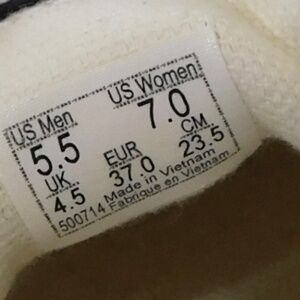 US Men US Women
5.5 7.0
UK EUR CM
4.5 37.0 23.5
500714 Made in Vietnam
Fabriqué en Vietnam